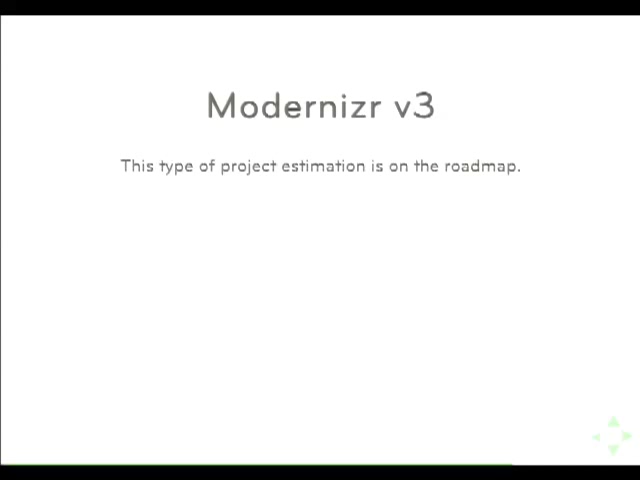 Modernizr v3
This type of project estimation is on the roadmap.